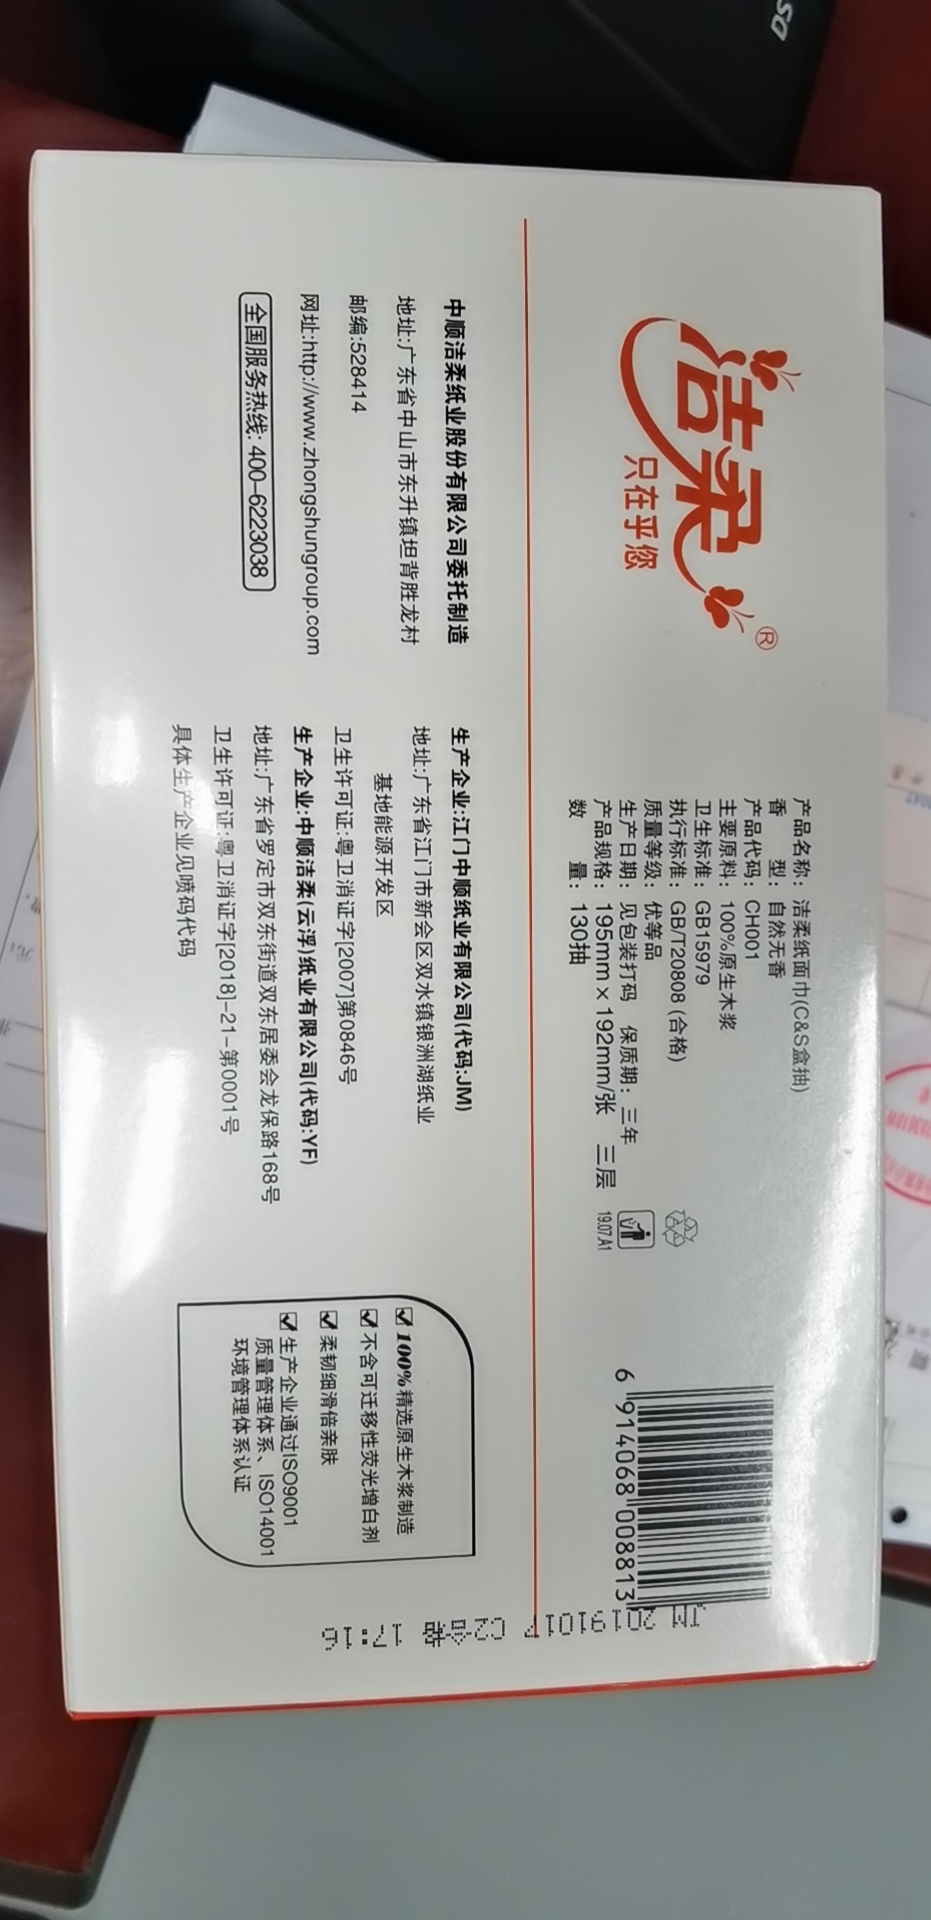 洁柔®
只在乎您
产品名称：洁柔纸面巾(C&S盒抽)
香　型：自然无香
产品代码：CH001
主要原料：100%原生木浆
卫生标准：GB15979
执行标准：GB/T20808 (合格)
质量等级：优等品
生产日期：见包装打码　保质期：三年
产品规格：195mm×192mm/张　三层
数　量：130抽
19.07.A1
6 914068 008813
中顺洁柔纸业股份有限公司委托制造
地址:广东省中山市东升镇坦背胜龙村
邮编:528414
网址:http://www.zhongshungroup.com
全国服务热线: 400-6223038
生产企业:江门中顺纸业有限公司(代码:JM)
地址:广东省江门市新会区双水镇银洲湖纸业
基地能源开发区
卫生许可证:粤卫消证字[2007]第0846号
生产企业:中顺洁柔(云浮)纸业有限公司(代码:YF)
地址:广东省罗定市双东街道双东居委会龙保路168号
卫生许可证:粤卫消证字[2018]-21-第0001号
具体生产企业见喷码代码
100%精选原生木浆制造
不含可迁移性荧光增白剂
柔韧细滑倍亲肤
生产企业通过ISO9001
质量管理体系、ISO14001
环境管理体系认证
20191017 C2合格 17:16